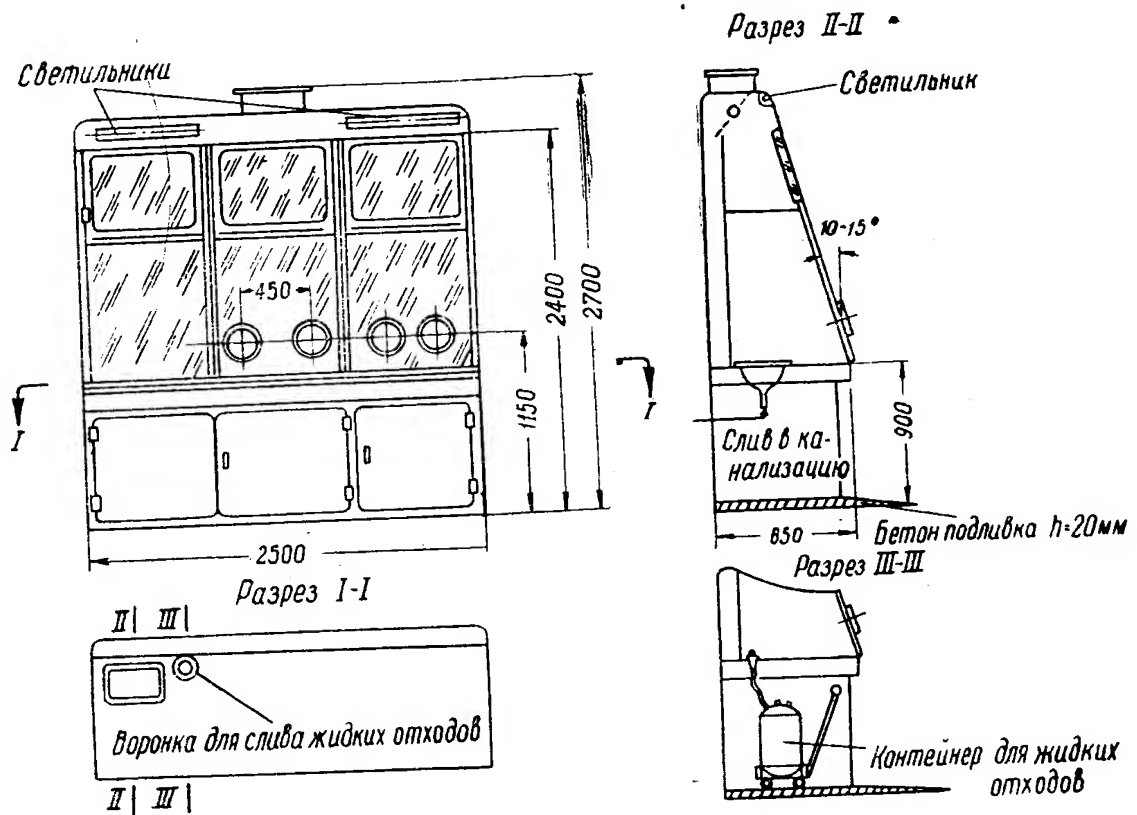 Разрез II-II
Светильники
Светильник
10-15°
450
2400
2700
1150
I
I
900
Слив в ка-
нализацию
850
Бетон подливка h=20мм
2500
Разрез I-I
Разрез III-III
II III
Воронка для слива жидких отходов
Контейнер для жидких
отходов
II III